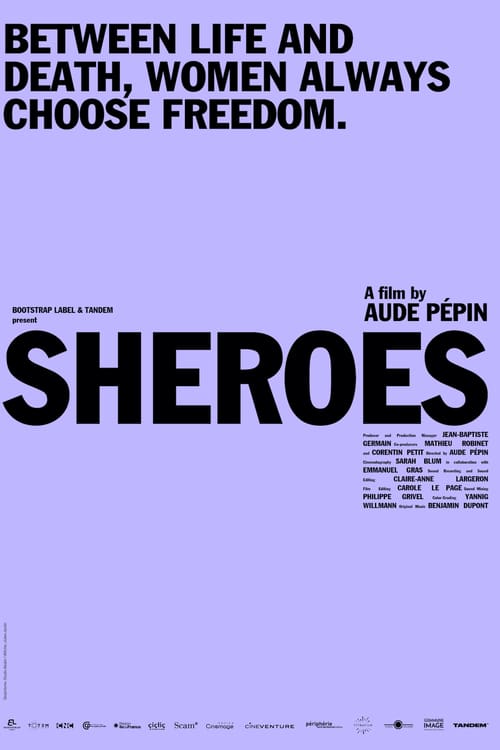 BETWEEN LIFE AND
DEATH, WOMEN ALWAYS
CHOOSE FREEDOM.
BOOTSTRAP LABEL & TANDEM
present
A film by
AUDE PÉPIN
SHEROES
Producer and Production Manager JEAN-BAPTISTE
GERMAIN Co-producers MATHIEU ROBINET
and CORENTIN PETIT Directed by AUDE PÉPIN
Cinematography SARAH BLUM in collaboration with
EMMANUEL GRAS Sound Recording and Sound
Editing CLAIRE-ANNE LARGERON
Film Editing CAROLE LE PAGE Sound Mixing
PHILIPPE GRIVEL Color Grading YANNIG
WILLMANN Original Music BENJAMIN DUPONT
CNC
ciclic
Scam*
Cinémage
CINEVENTURE
périphérie
COMMUNE
IMAGE
TANDEM